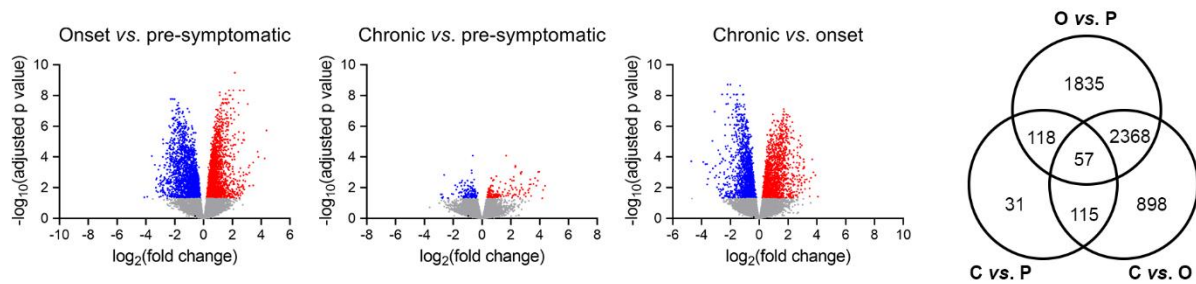 Onset vs. pre-symptomatic
-log10(adjusted p value)
10
8
6
4
2
0
-10 -8 -6 -4 -2 0 2 4 6
log2(fold change)
Chronic vs. pre-symptomatic
-log10(adjusted p value)
10
8
6
4
2
0
-8 -6 -4 -2 0 2 4 6 8
log2(fold change)
Chronic vs. onset
-log10(adjusted p value)
10
8
6
4
2
0
-6 -4 -2 0 2 4 6 8 10
log2(fold change)
O vs. P
1835
118 2368
57
31 115 898
C vs. P C vs. O